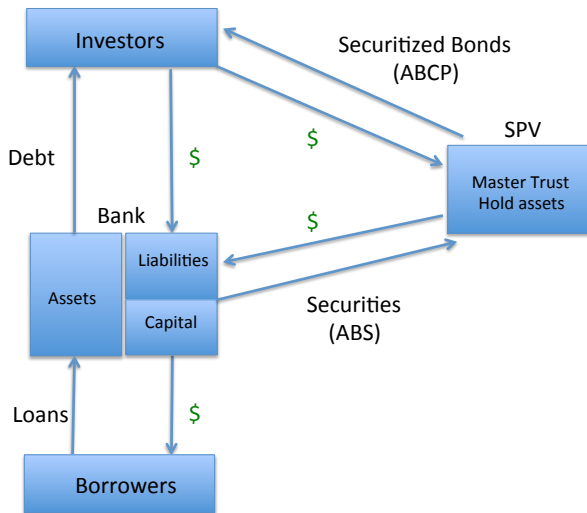 Investors
Securitized Bonds
(ABCP)
SPV
Debt
$
$
Master Trust
Hold assets
Bank
$
Liabilities
Assets
Capital
Securities
(ABS)
Loans
$
Borrowers